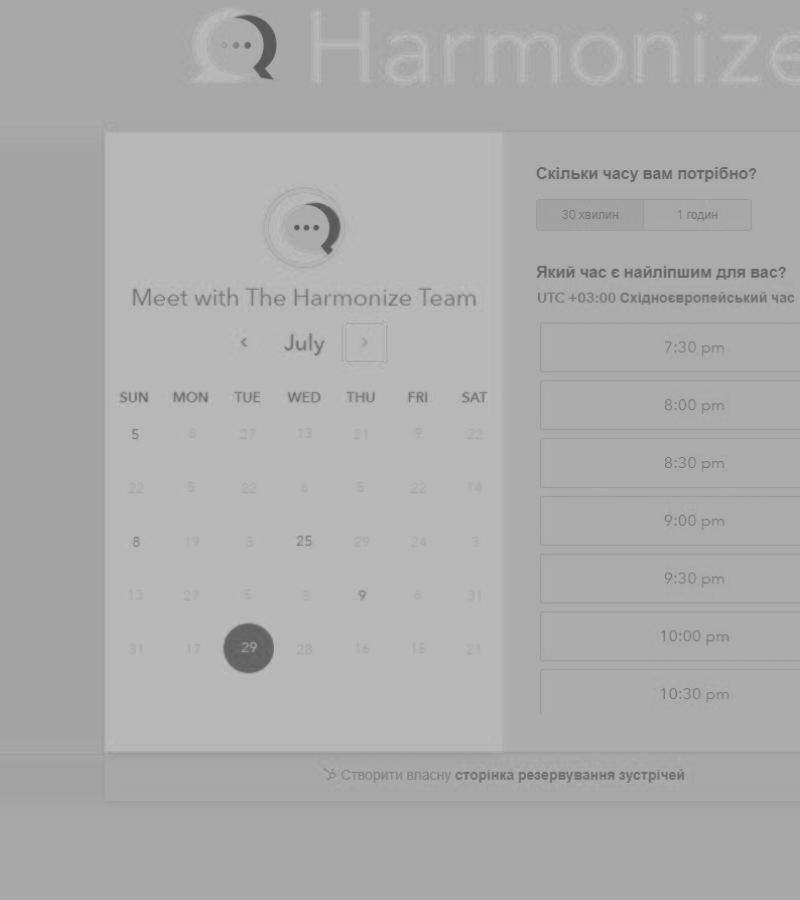 Harmonize
Meet with The Harmonize Team
July
SUN MON TUE WED THU FRI SAT
5 8 27 13 21 9 22
22 5 22 6 5 22 14
8 19 3 25 29 24 3
13 27 5 3 9 6 31
31 17 29 28 16 15 21
Скільки часу вам потрібно?
30 хвилин 1 годин
Який час є найліпшим для вас?
UTC +03:00 Східноєвропейський час
7:30 pm
8:00 pm
8:30 pm
9:00 pm
9:30 pm
10:00 pm
10:30 pm
Створити власну сторінка резервування зустрічей